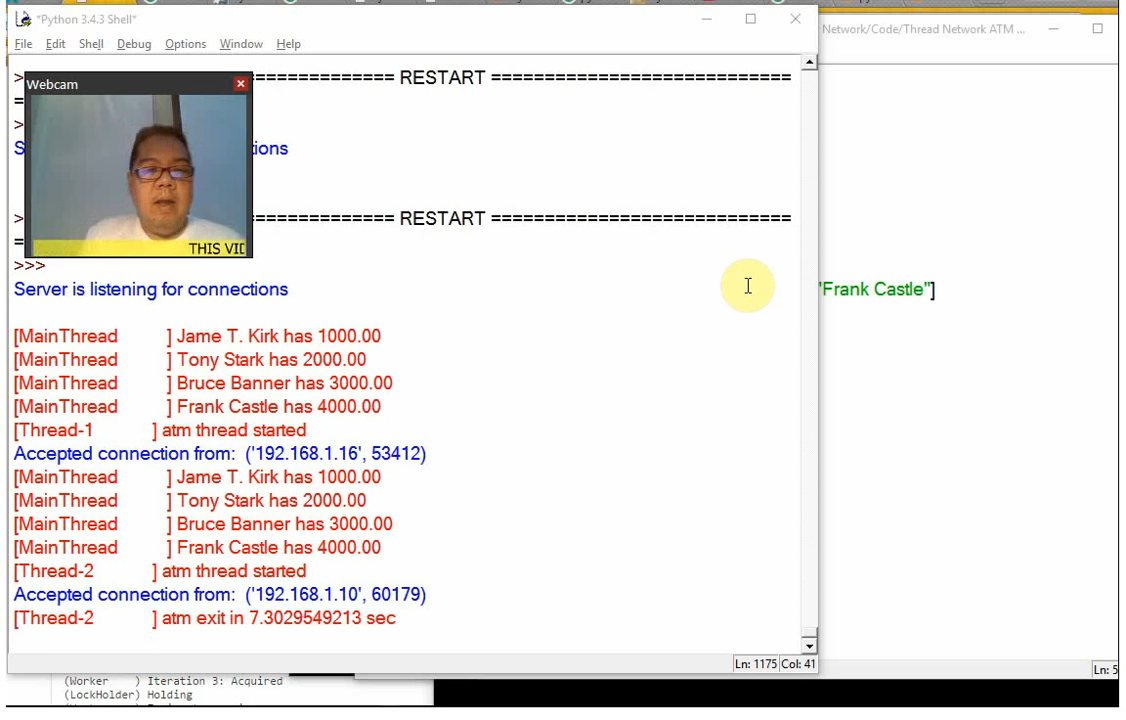 *Python 3.4.3 Shell*
Network/Code/Thread Network ATM ...
File Edit Shell Debug Options Window Help
Webcam
> ============= RESTART ============================
=
>
S ions
> ============= RESTART ============================
=
THIS VID
>>>
Server is listening for connections
"Frank Castle"]
[MainThread ] Jame T. Kirk has 1000.00
[MainThread ] Tony Stark has 2000.00
[MainThread ] Bruce Banner has 3000.00
[MainThread ] Frank Castle has 4000.00
[Thread-1 ] atm thread started
Accepted connection from: ('192.168.1.16', 53412)
[MainThread ] Jame T. Kirk has 1000.00
[MainThread ] Tony Stark has 2000.00
[MainThread ] Bruce Banner has 3000.00
[MainThread ] Frank Castle has 4000.00
[Thread-2 ] atm thread started
Accepted connection from: ('192.168.1.10', 60179)
[Thread-2 ] atm exit in 7.3029549213 sec
Ln: 1175 Col: 41
Ln: 5
(Worker ) Iteration 3: Acquired
(LockHolder) Holding